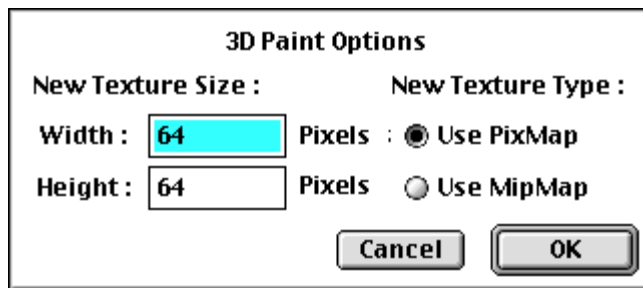 3D Paint Options
New Texture Size : New Texture Type :
Width : 64 Pixels : Use PixMap
Height : 64 Pixels Use MipMap
Cancel OK